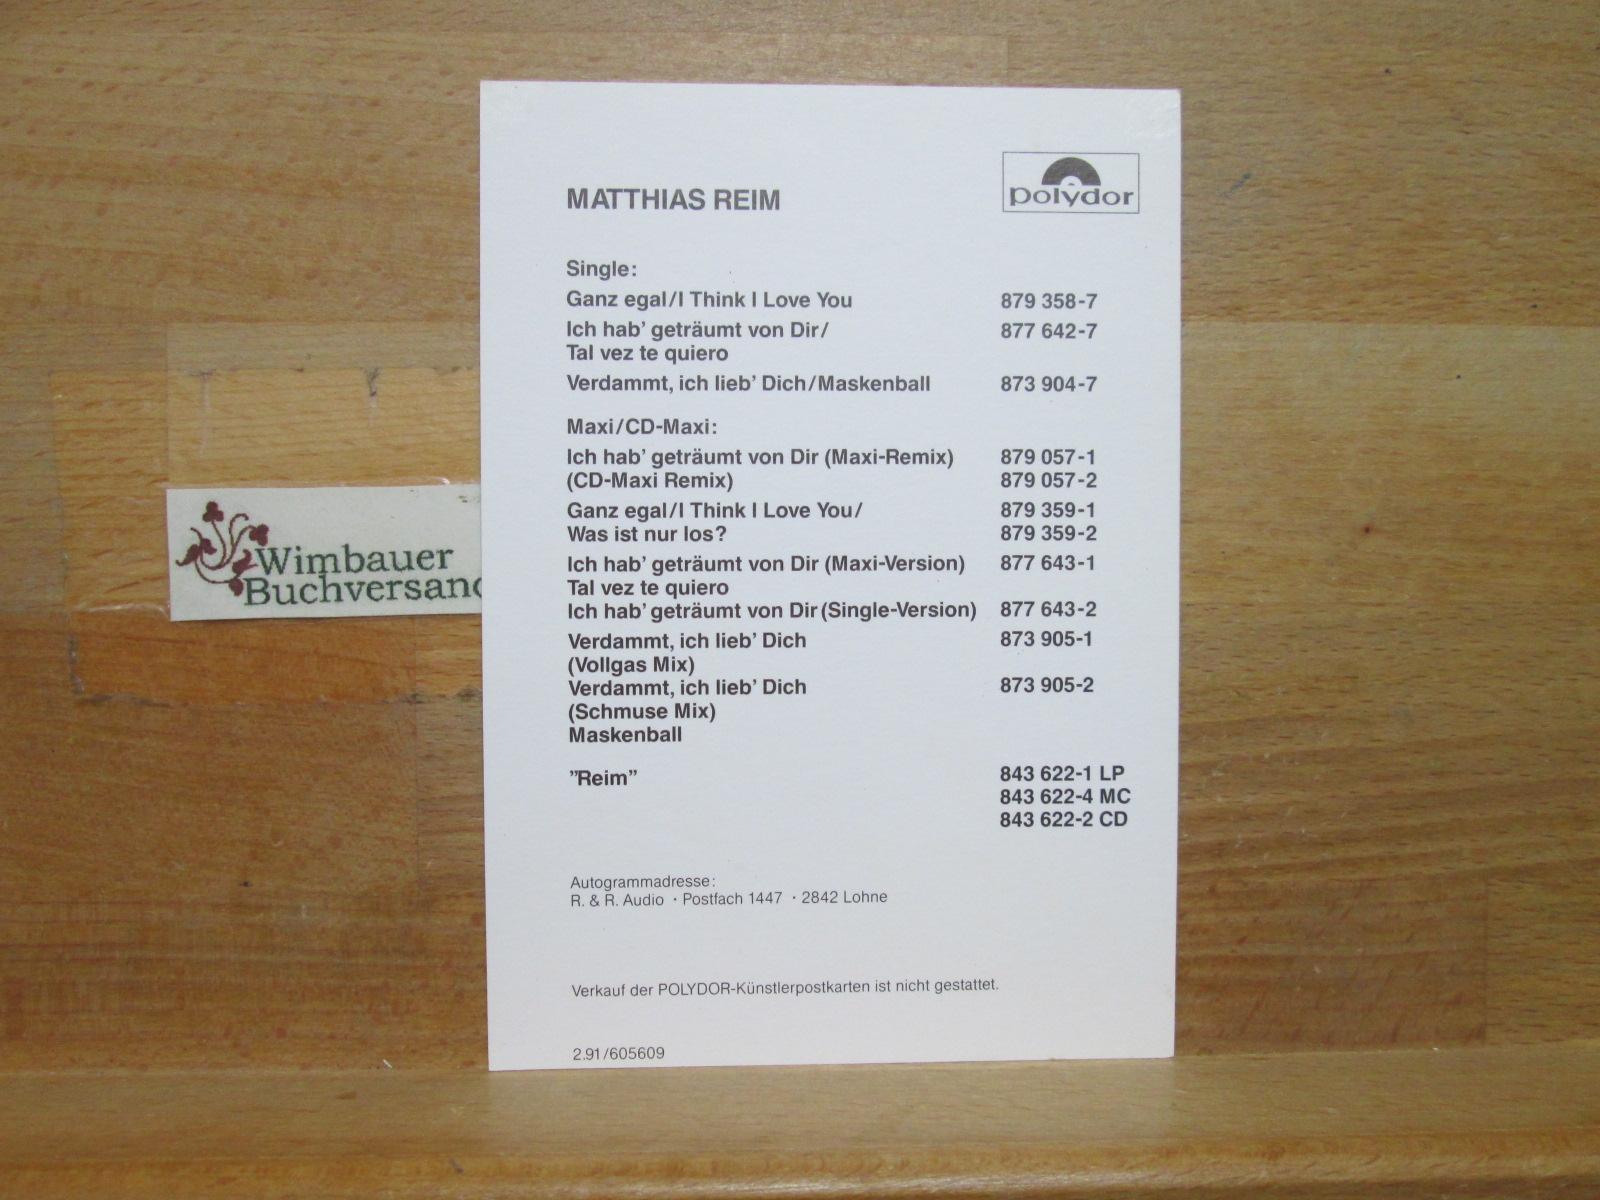 MATTHIAS REIM
polydor
Single:
Ganz egal/I Think I Love You 879 358-7
Ich hab' geträumt von Dir/ 877 642-7
Tal vez te quiero
Verdammt, ich lieb' Dich/Maskenball 873 904-7
Maxi/CD-Maxi:
Ich hab' geträumt von Dir (Maxi-Remix) 879 057-1
(CD-Maxi Remix) 879 057-2
Ganz egal/I Think I Love You/ 879 359-1
Was ist nur los? 879 359-2
Ich hab' geträumt von Dir (Maxi-Version) 877 643-1
Tal vez te quiero
Ich hab' geträumt von Dir (Single-Version) 877 643-2
Verdammt, ich lieb' Dich 873 905-1
(Vollgas Mix)
Verdammt, ich lieb' Dich 873 905-2
(Schmuse Mix)
Maskenball
"Reim" 843 622-1 LP
843 622-4 MC
843 622-2 CD
Autogrammadresse:
R. & R. Audio · Postfach 1447 · 2842 Lohne
Verkauf der POLYDOR-Künstlerpostkarten ist nicht gestattet.
2.91/605609
Wimbauer
Buchversand